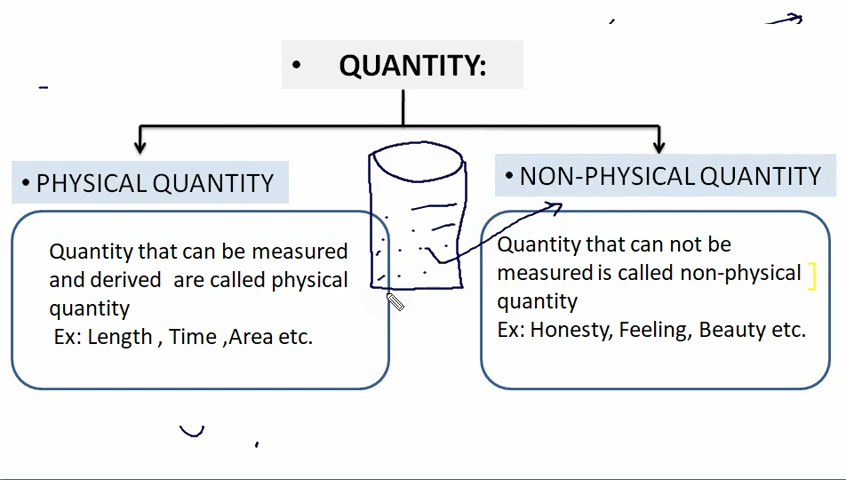 • QUANTITY:
• PHYSICAL QUANTITY
Quantity that can be measured
and derived are called physical
quantity
Ex: Length , Time ,Area etc.
• NON-PHYSICAL QUANTITY
Quantity that can not be
measured is called non-physical
quantity
Ex: Honesty, Feeling, Beauty etc.